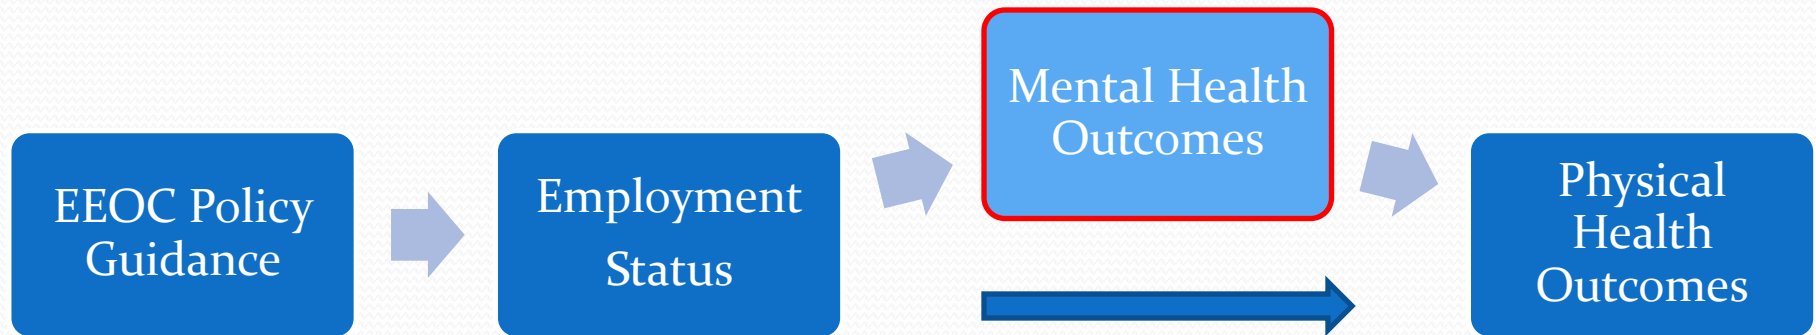 EEOC Policy
Guidance
Employment
Status
Mental Health
Outcomes
Physical
Health
Outcomes